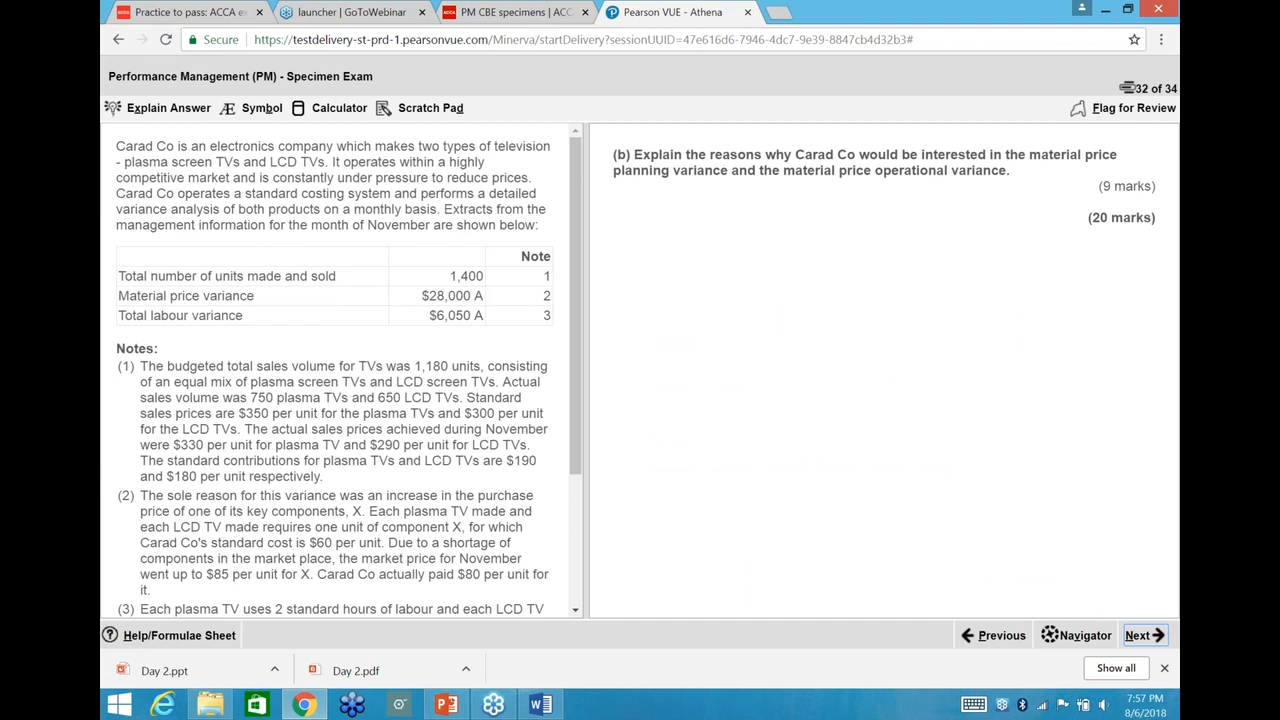 Practice to pass: ACCA ex
launcher | GoToWebinar
PM CBE specimens | ACC
Pearson VUE - Athena
Secure
https://testdelivery-st-prd-1.pearsonvue.com/Minerva/startDelivery?sessionUUID=47e616d6-7946-4dc7-9e39-8847cb4d32b3#
Performance Management (PM) - Specimen Exam
32 of 34
Explain Answer
Æ Symbol
Calculator
Scratch Pad
Flag for Review
Carad Co is an electronics company which makes two types of television
- plasma screen TVs and LCD TVs. It operates within a highly
competitive market and is constantly under pressure to reduce prices.
Carad Co operates a standard costing system and performs a detailed
variance analysis of both products on a monthly basis. Extracts from the
management information for the month of November are shown below:
Note
Total number of units made and sold 1,400 1
Material price variance $28,000 A 2
Total labour variance $6,050 A 3
Notes:
(1) The budgeted total sales volume for TVs was 1,180 units, consisting
of an equal mix of plasma screen TVs and LCD screen TVs. Actual
sales volume was 750 plasma TVs and 650 LCD TVs. Standard
sales prices are $350 per unit for the plasma TVs and $300 per unit
for the LCD TVs. The actual sales prices achieved during November
were $330 per unit for plasma TV and $290 per unit for LCD TVs.
The standard contributions for plasma TVs and LCD TVs are $190
and $180 per unit respectively.
(2) The sole reason for this variance was an increase in the purchase
price of one of its key components, X. Each plasma TV made and
each LCD TV made requires one unit of component X, for which
Carad Co's standard cost is $60 per unit. Due to a shortage of
components in the market place, the market price for November
went up to $85 per unit for X. Carad Co actually paid $80 per unit for
it.
(3) Each plasma TV uses 2 standard hours of labour and each LCD TV
(b) Explain the reasons why Carad Co would be interested in the material price
planning variance and the material price operational variance.
(9 marks)
(20 marks)
Help/Formulae Sheet
Previous
Navigator
Next
Day 2.ppt
Day 2.pdf
Show all
7:57 PM
8/6/2018